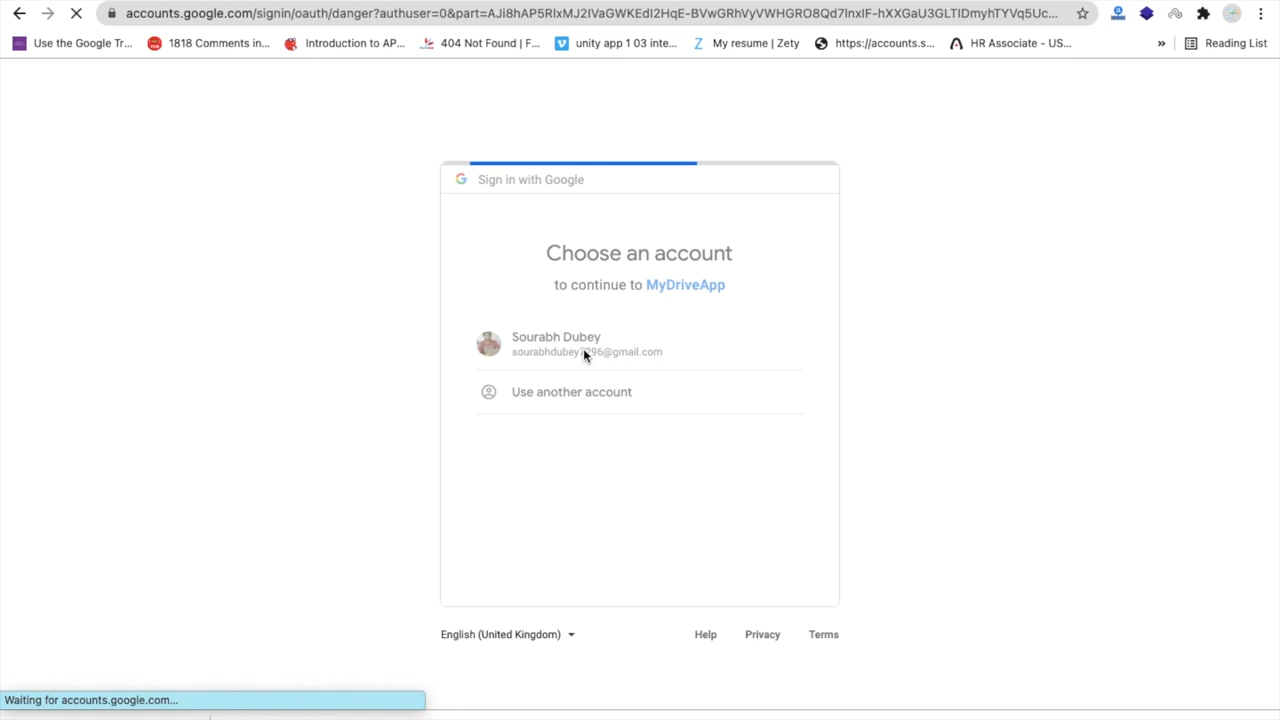 accounts.google.com/signin/oauth/danger?authuser=0&part=AJi8hAP5RIxMJ2IVaGWKEdI2HqE-BVwGRhVyVWHGRO8Qd7lnxIF-hXXGaU3GLTIDmyhTYVq5Uc...
Use the Google Tr... 1818 Comments in... Introduction to AP... 404 Not Found | F... unity app 1 03 inte... My resume | Zety https://accounts.s... HR Associate - US... » Reading List
Sign in with Google
Choose an account
to continue to MyDriveApp
Sourabh Dubey
Use another account
English (United Kingdom) Help Privacy Terms
Waiting for accounts.google.com...